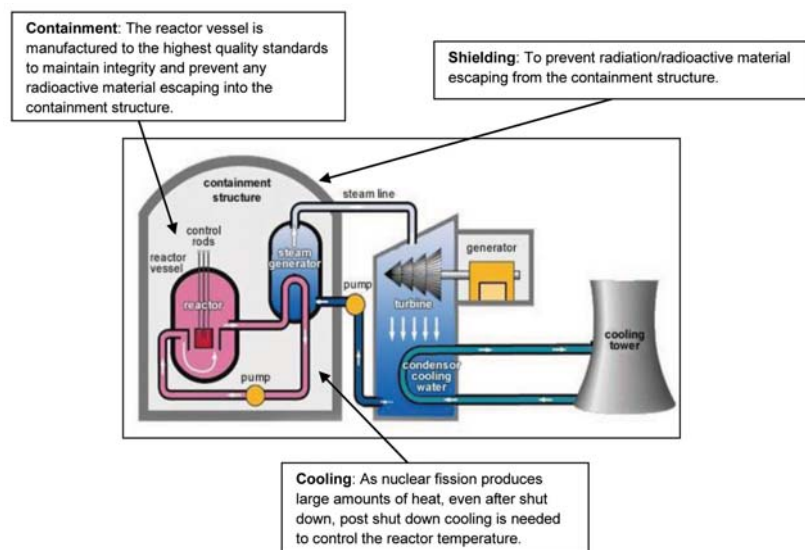 Containment: The reactor vessel is
manufactured to the highest quality standards
to maintain integrity and prevent any
radioactive material escaping into the
containment structure.
Shielding: To prevent radiation/radioactive material
escaping from the containment structure.
containment
structure
steam line
control
rods
reactor
vessel
steam
generator
generator
pump
reactor
turbine
cooling
tower
condensor
cooling
water
pump
Cooling: As nuclear fission produces
large amounts of heat, even after shut
down, post shut down cooling is needed
to control the reactor temperature.